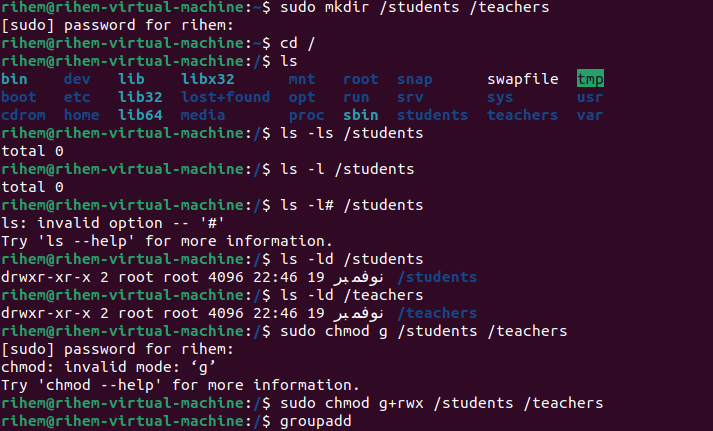 rihem@rihem-virtual-machine:~$ sudo mkdir /students /teachers
[sudo] password for rihem:
rihem@rihem-virtual-machine:~$ cd /
rihem@rihem-virtual-machine:/$ ls
bin dev lib libx32 mnt root snap swapfile tmp
boot etc lib32 lost+found opt run srv sys usr
cdrom home lib64 media proc sbin students teachers var
rihem@rihem-virtual-machine:/$ ls -ls /students
total 0
rihem@rihem-virtual-machine:/$ ls -l /students
total 0
rihem@rihem-virtual-machine:/$ ls -l# /students
ls: invalid option -- '#'
Try 'ls --help' for more information.
rihem@rihem-virtual-machine:/$ ls -ld /students
drwxr-xr-x 2 root root 4096 22:46 19 نوفمبر /students
rihem@rihem-virtual-machine:/$ ls -ld /teachers
drwxr-xr-x 2 root root 4096 22:46 19 نوفمبر /teachers
rihem@rihem-virtual-machine:/$ sudo chmod g /students /teachers
[sudo] password for rihem:
chmod: invalid mode: ‘g’
Try 'chmod --help' for more information.
rihem@rihem-virtual-machine:/$ sudo chmod g+rwx /students /teachers
rihem@rihem-virtual-machine:/$ groupadd